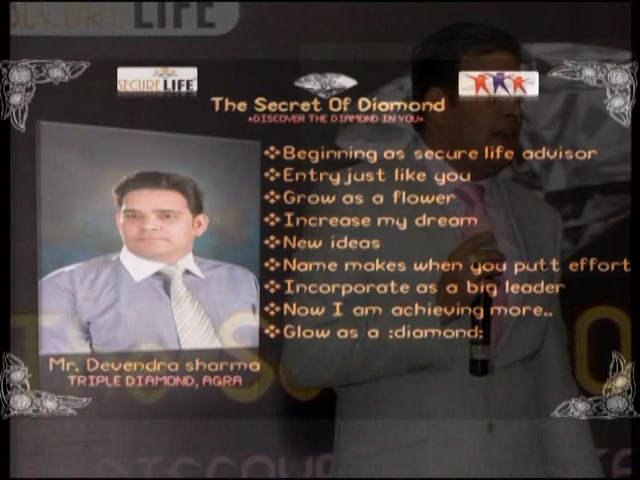 SECURE LIFE
SECURE LIFE
The Secret Of Diamond
•DISCOVER THE DIAMOND IN YOU•
❖Beginning as secure life advisor
❖Entry just like you
❖Grow as a flower
❖Increase my dream
❖New ideas
❖Name makes when you putt effort
❖Incorporate as a big leader
❖Now I am achieving more..
❖Glow as a :diamond:
Mr. Devendra sharma
TRIPLE DIAMOND, AGRA